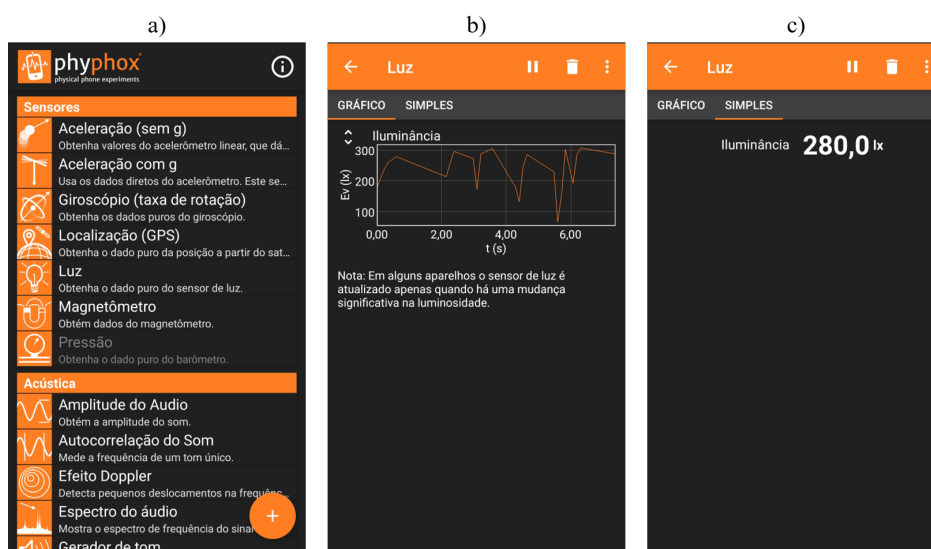 a)
phyphox
physical phone experiments
Sensores
Aceleração (sem g)
Obtenha valores do acelerômetro linear, que dá...
Aceleração com g
Usa os dados diretos do acelerômetro. Este se...
Giroscópio (taxa de rotação)
Obtenha os dados puros do giroscópio.
Localização (GPS)
Obtenha o dado puro da posição a partir do sat...
Luz
Obtenha o dado puro do sensor de luz.
Magnetômetro
Obtém dados do magnetômetro.
Pressão
Obtenha o dado puro do barômetro.
Acústica
Amplitude do Audio
Obtém a amplitude do som.
Autocorrelação do Som
Mede a frequência de um tom único.
Efeito Doppler
Detecta pequenos deslocamentos na frequênc...
Espectro do áudio
Mostra o espectro de frequência do sinal
Gerador de tom
b)
Luz
GRÁFICO SIMPLES
Iluminância
300
200
100
Ev (lx)
0,00 2,00 4,00 6,00
t (s)
Nota: Em alguns aparelhos o sensor de luz é
atualizado apenas quando há uma mudança
significativa na luminosidade.
c)
Luz
GRÁFICO SIMPLES
Iluminância 280,0 lx